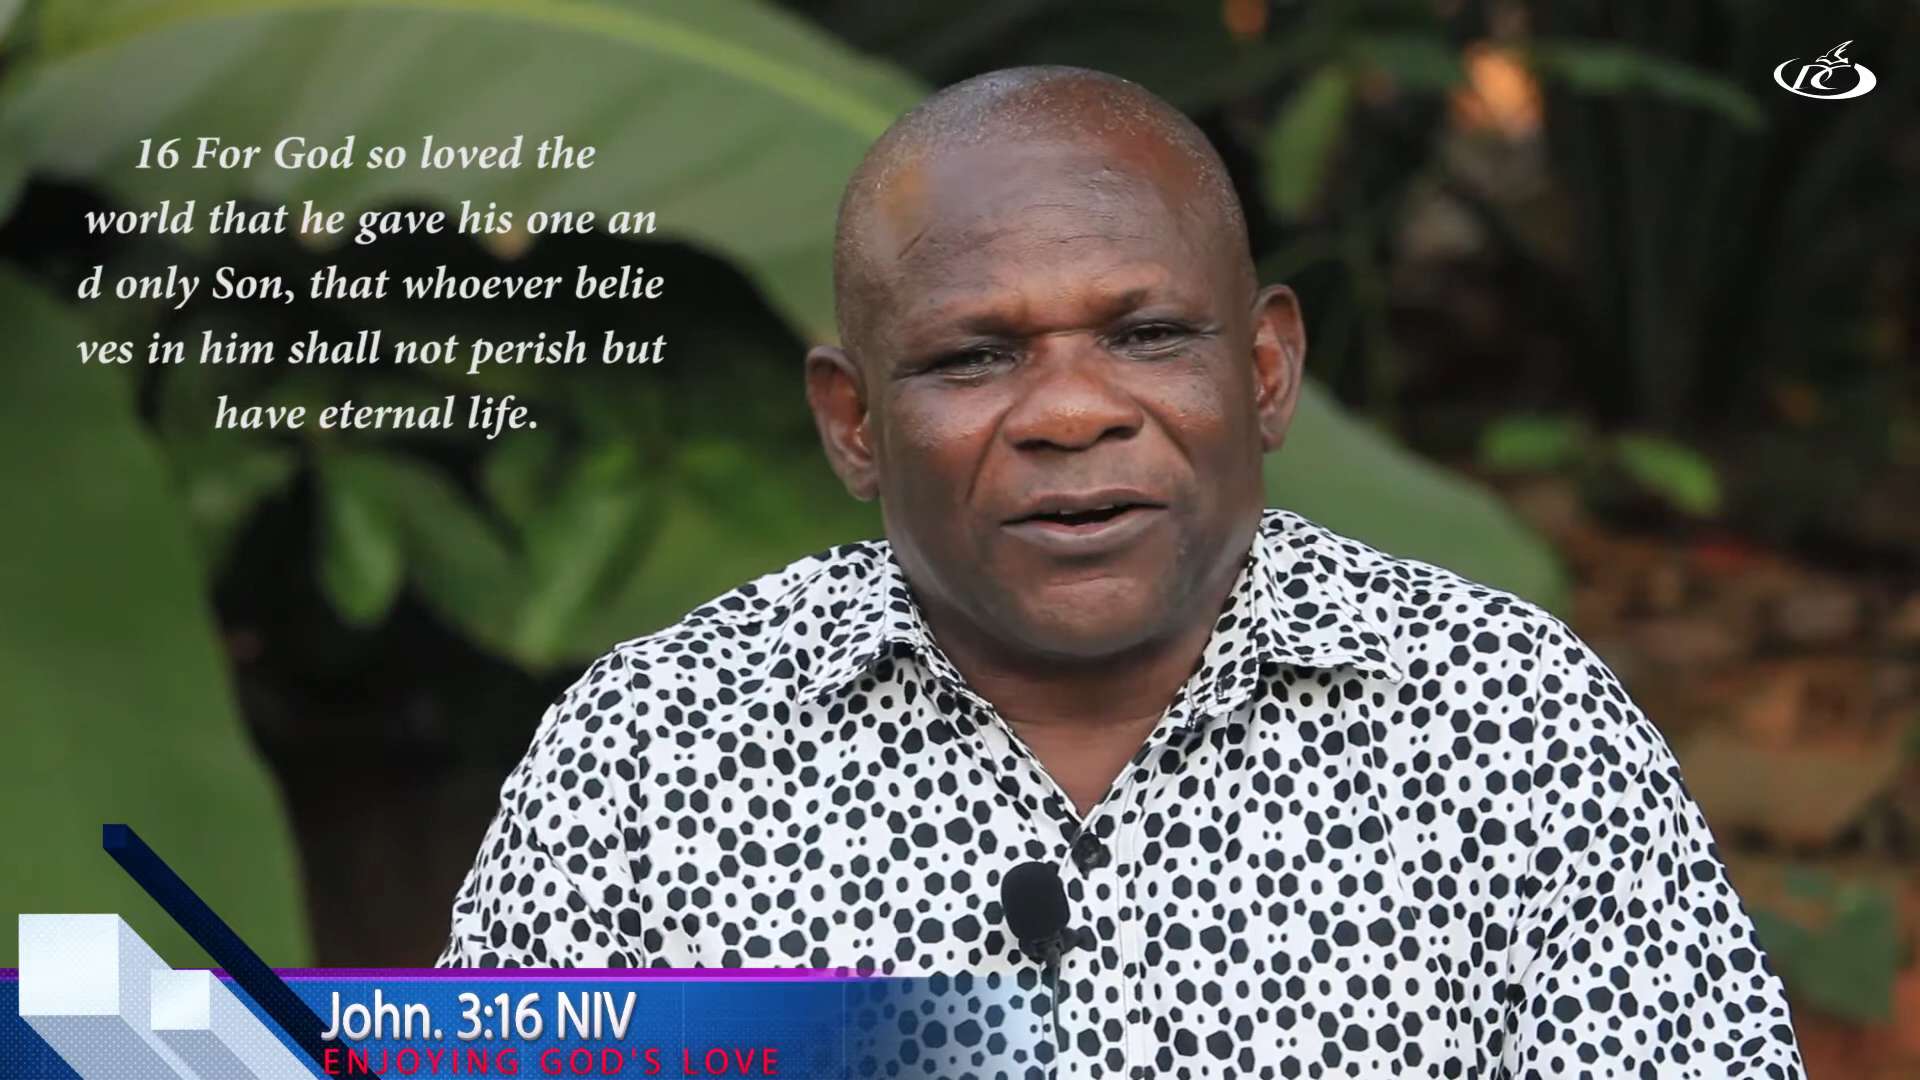 16 For God so loved the
world that he gave his one an
d only Son, that whoever belie
ves in him shall not perish but
have eternal life.
John. 3:16 NIV
ENJOYING GOD'S LOVE